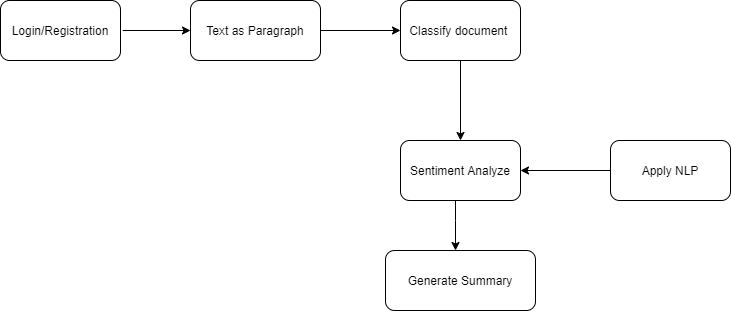 Login/Registration
Text as Paragraph
Classify document
Sentiment Analyze
Apply NLP
Generate Summary